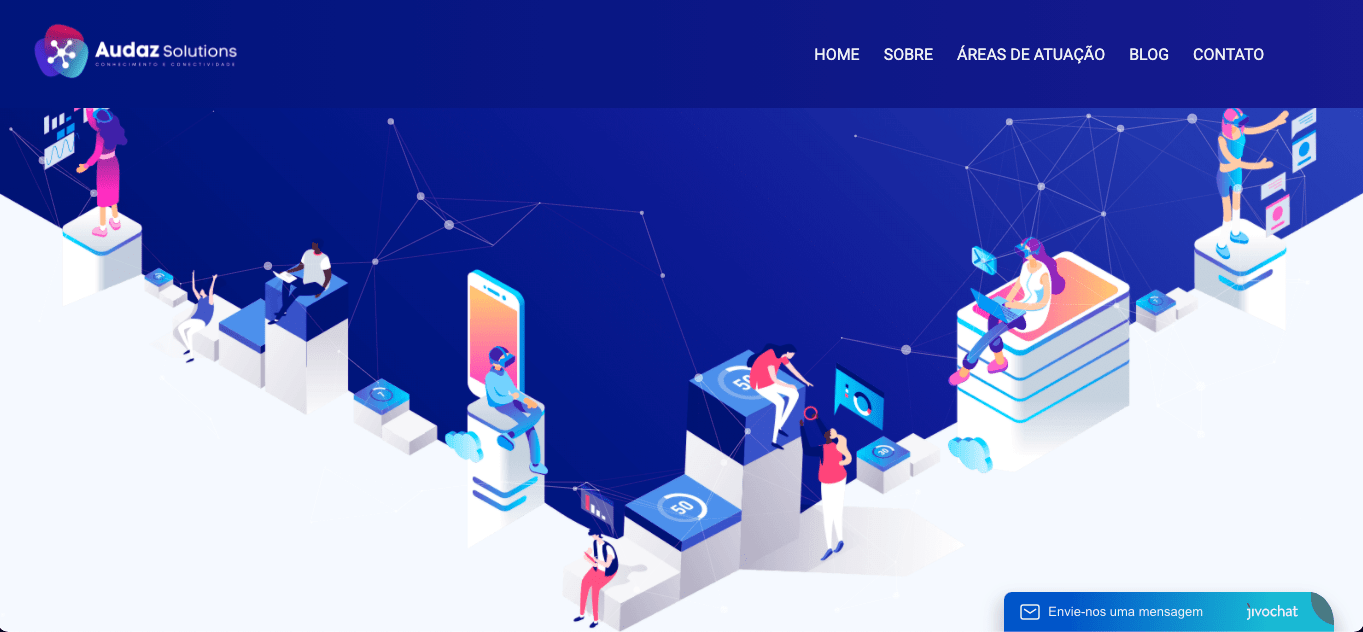 Audaz Solutions
CONHECIMENTO E CONECTIVIDADE
HOME
SOBRE
ÁREAS DE ATUAÇÃO
BLOG
CONTATO
50
50
Envie-nos uma mensagem
jivochat